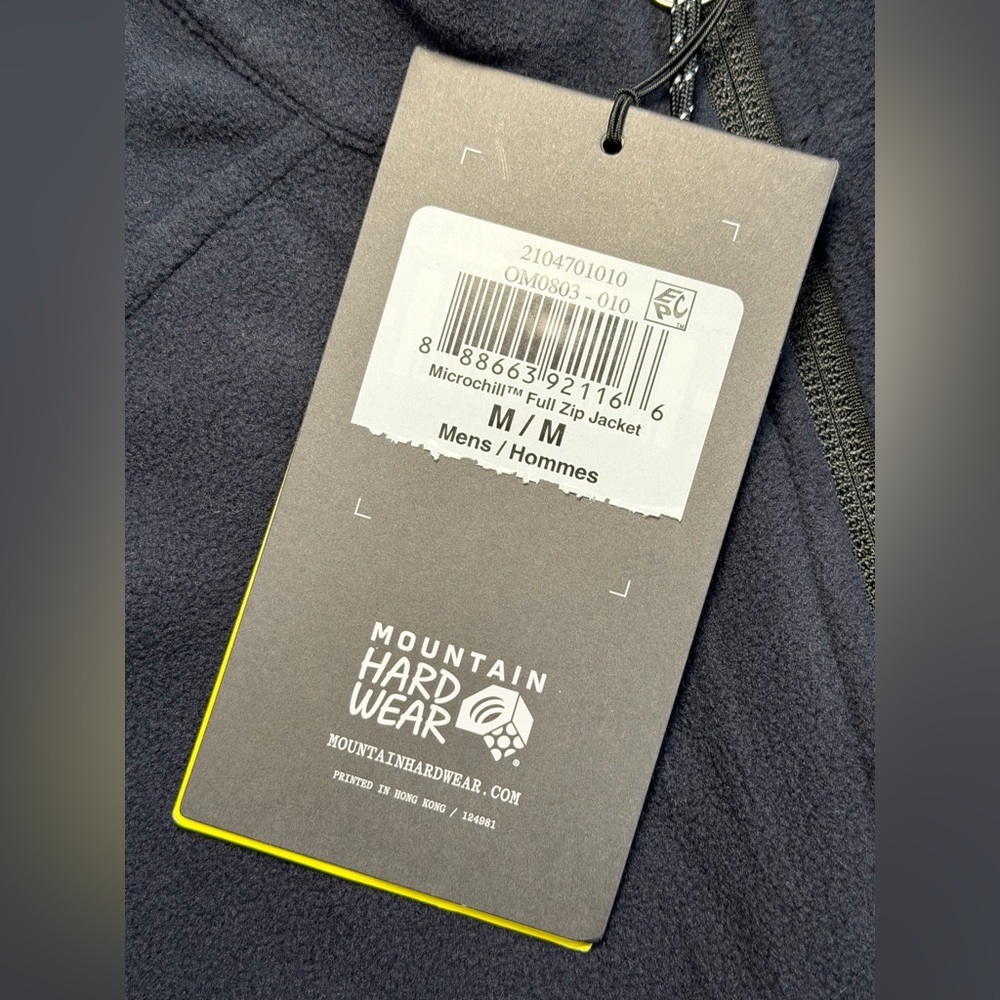 2104701010
OM0803 - 010
EPC™
8 88663 92116 6
Microchill™ Full Zip Jacket
M / M
Mens / Hommes
MOUNTAIN
HARD
WEAR
®
MOUNTAINHARDWEAR.COM
PRINTED IN HONG KONG / 124981